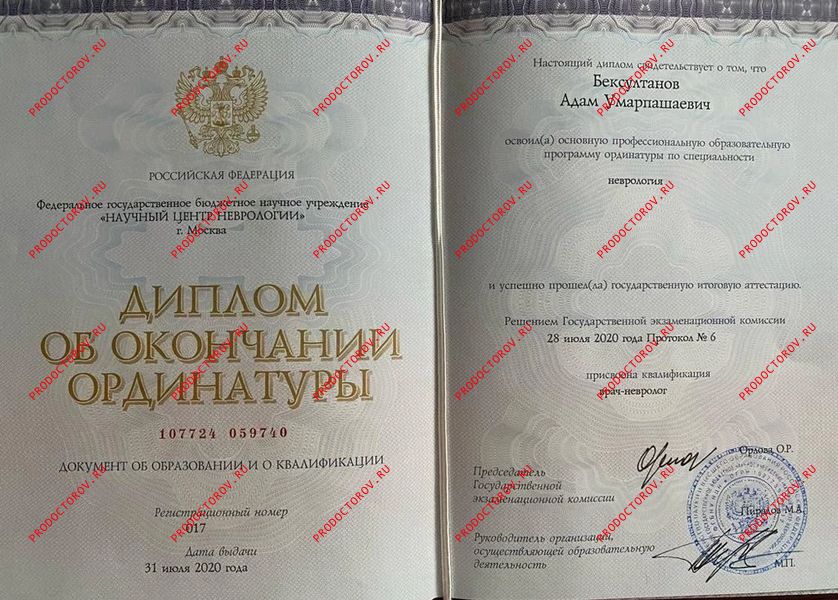 РОССИЙСКАЯ ФЕДЕРАЦИЯ
Федеральное государственное бюджетное научное учреждение
«НАУЧНЫЙ ЦЕНТР НЕВРОЛОГИИ»
г. Москва
ДИПЛОМ
ОБ ОКОНЧАНИИ
ОРДИНАТУРЫ
107724 059740
ДОКУМЕНТ ОБ ОБРАЗОВАНИИ И О КВАЛИФИКАЦИИ
Регистрационный номер
017
Дата выдачи
31 июля 2020 года
Настоящий диплом свидетельствует о том, что
Бексултанов
Адам Умарпашаевич
освоил(а) основную профессиональную образовательную
программу ординатуры по специальности
неврология
и успешно прошел(ла) государственную итоговую аттестацию.
Решением Государственной экзаменационной комиссии
28 июля 2020 года Протокол № 6
присвоена квалификация
врач-невролог
Председатель
Государственной
экзаменационной комиссии
Орлова О.Р.
Руководитель организации,
осуществляющей образовательную
деятельность
Пирадов М.А.
М.П.
PRODOCTOROV.RU